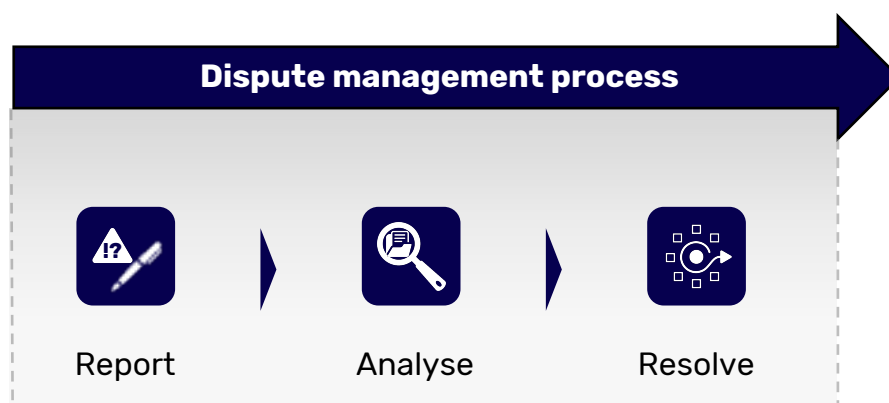 Dispute management process
!?
Report
Analyse
Resolve